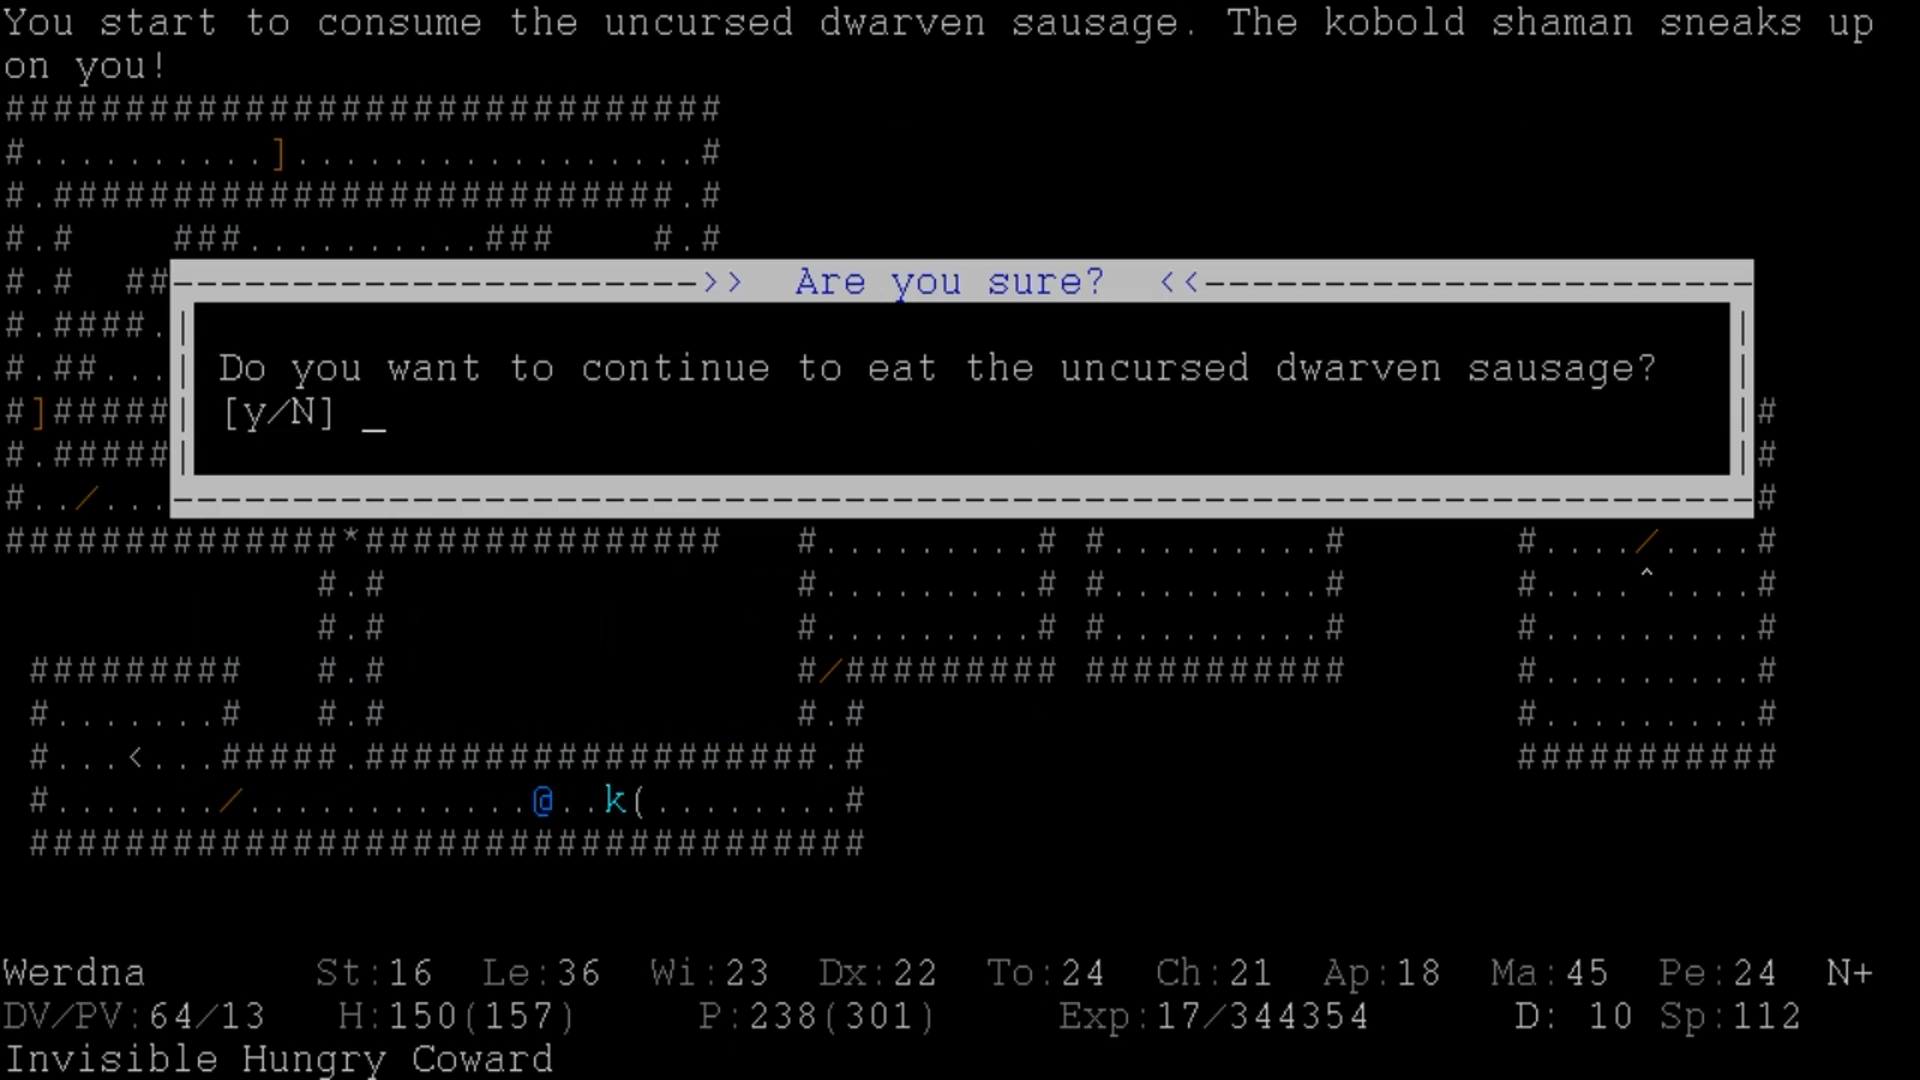 You start to consume the uncursed dwarven sausage. The kobold shaman sneaks up
on you!
##############################
#..........].................#
#.##########################.#
#.#    ###..........###    #.#
#.#  ##---------------------->>  Are you sure?  <<-----------------------
#.####.
#.##... Do you want to continue to eat the uncursed dwarven sausage?
#]##### [y/N] _ #
#.##### #
#../... #
##############*############### #.........# #.........# #..../....#
#.# #.........# #.........# #....^....#
#.# #.........# #.........# #.........#
######### #.# #/######### ########### #.........#
#.......# #.# #.# #.........#
#...<...#####.###################.# ###########
#......./............@..k(........#
###################################
Werdna St:16 Le:36 Wi:23 Dx:22 To:24 Ch:21 Ap:18 Ma:45 Pe:24 N+
DV/PV:64/13 H:150(157) P:238(301) Exp:17/344354 D: 10 Sp:112
Invisible Hungry Coward